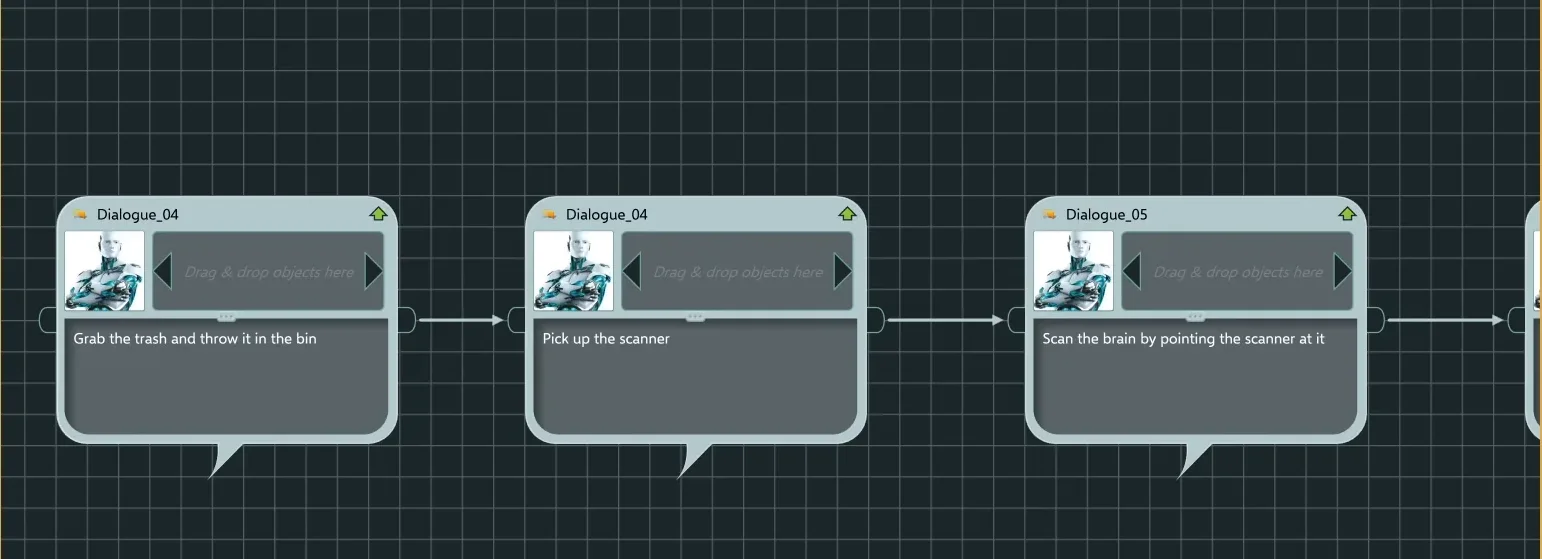 Dialogue_04
Drag & drop objects here
Grab the trash and throw it in the bin
Dialogue_04
Drag & drop objects here
Pick up the scanner
Dialogue_05
Drag & drop objects here
Scan the brain by pointing the scanner at it